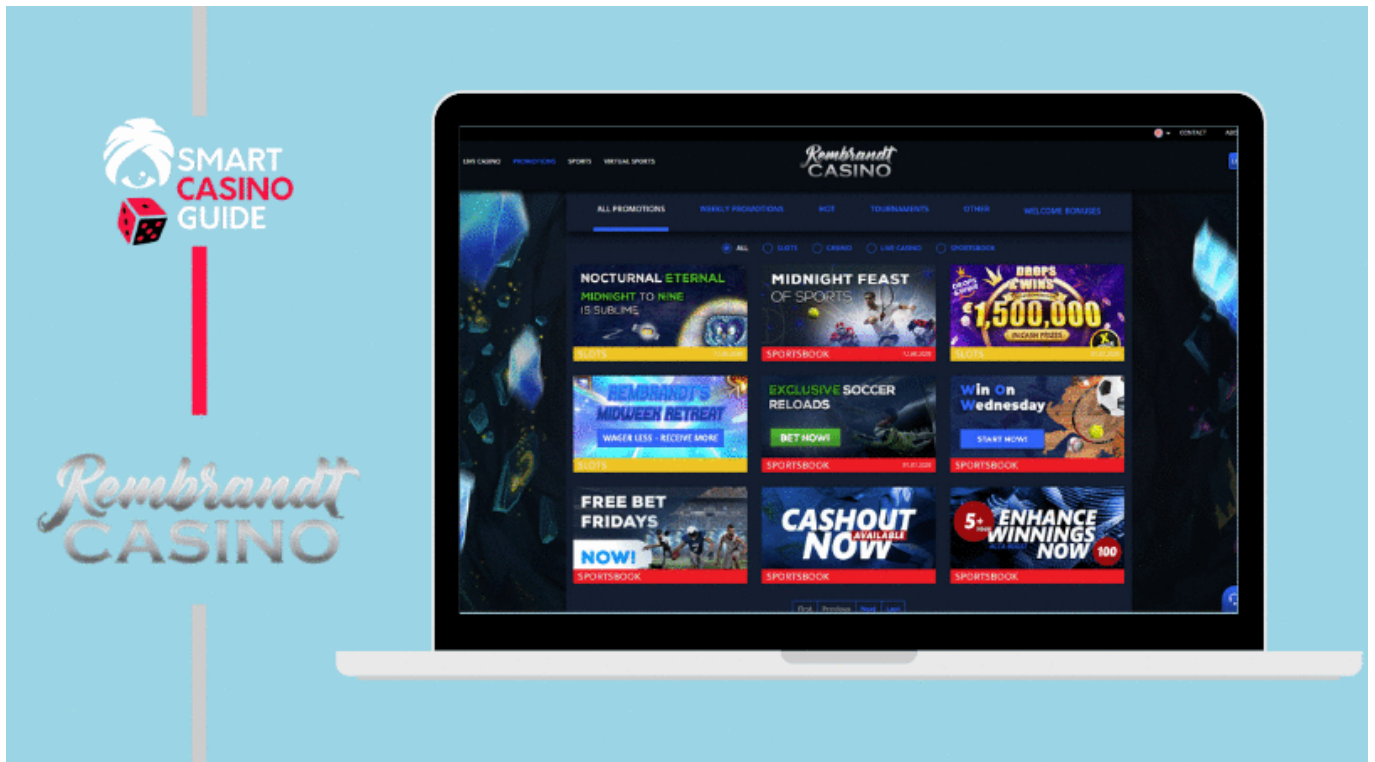 SMART
CASINO
GUIDE
Rembrandt
CASINO
CONTACT
LIVE CASINO PROMOTIONS SPORTS VIRTUAL SPORTS
Rembrandt
CASINO
ALL PROMOTIONS WEEKLY PROMOTIONS HOT TOURNAMENTS OTHER WELCOME BONUSES
ALL SLOTS CASINO LIVE CASINO SPORTSBOOK
NOCTURNAL ETERNAL
MIDNIGHT TO NINE
IS SUBLIME
SLOTS
MIDNIGHT FEAST
OF SPORTS
SPORTSBOOK
DROPS
& WINS
€1,500,000
IN CASH PRIZES
SLOTS
REMBRANDT'S
MIDWEEK RETREAT
WAGER LESS - RECEIVE MORE
SLOTS
EXCLUSIVE SOCCER
RELOADS
BET NOW!
SPORTSBOOK
Win On
Wednesday
START NOW!
SPORTSBOOK
FREE BET
FRIDAYS
NOW!
SPORTSBOOK
CASHOUT
AVAILABLE
NOW
SPORTSBOOK
5+ ENHANCE
WINNINGS
NOW 100
SPORTSBOOK
First Previous Next Last